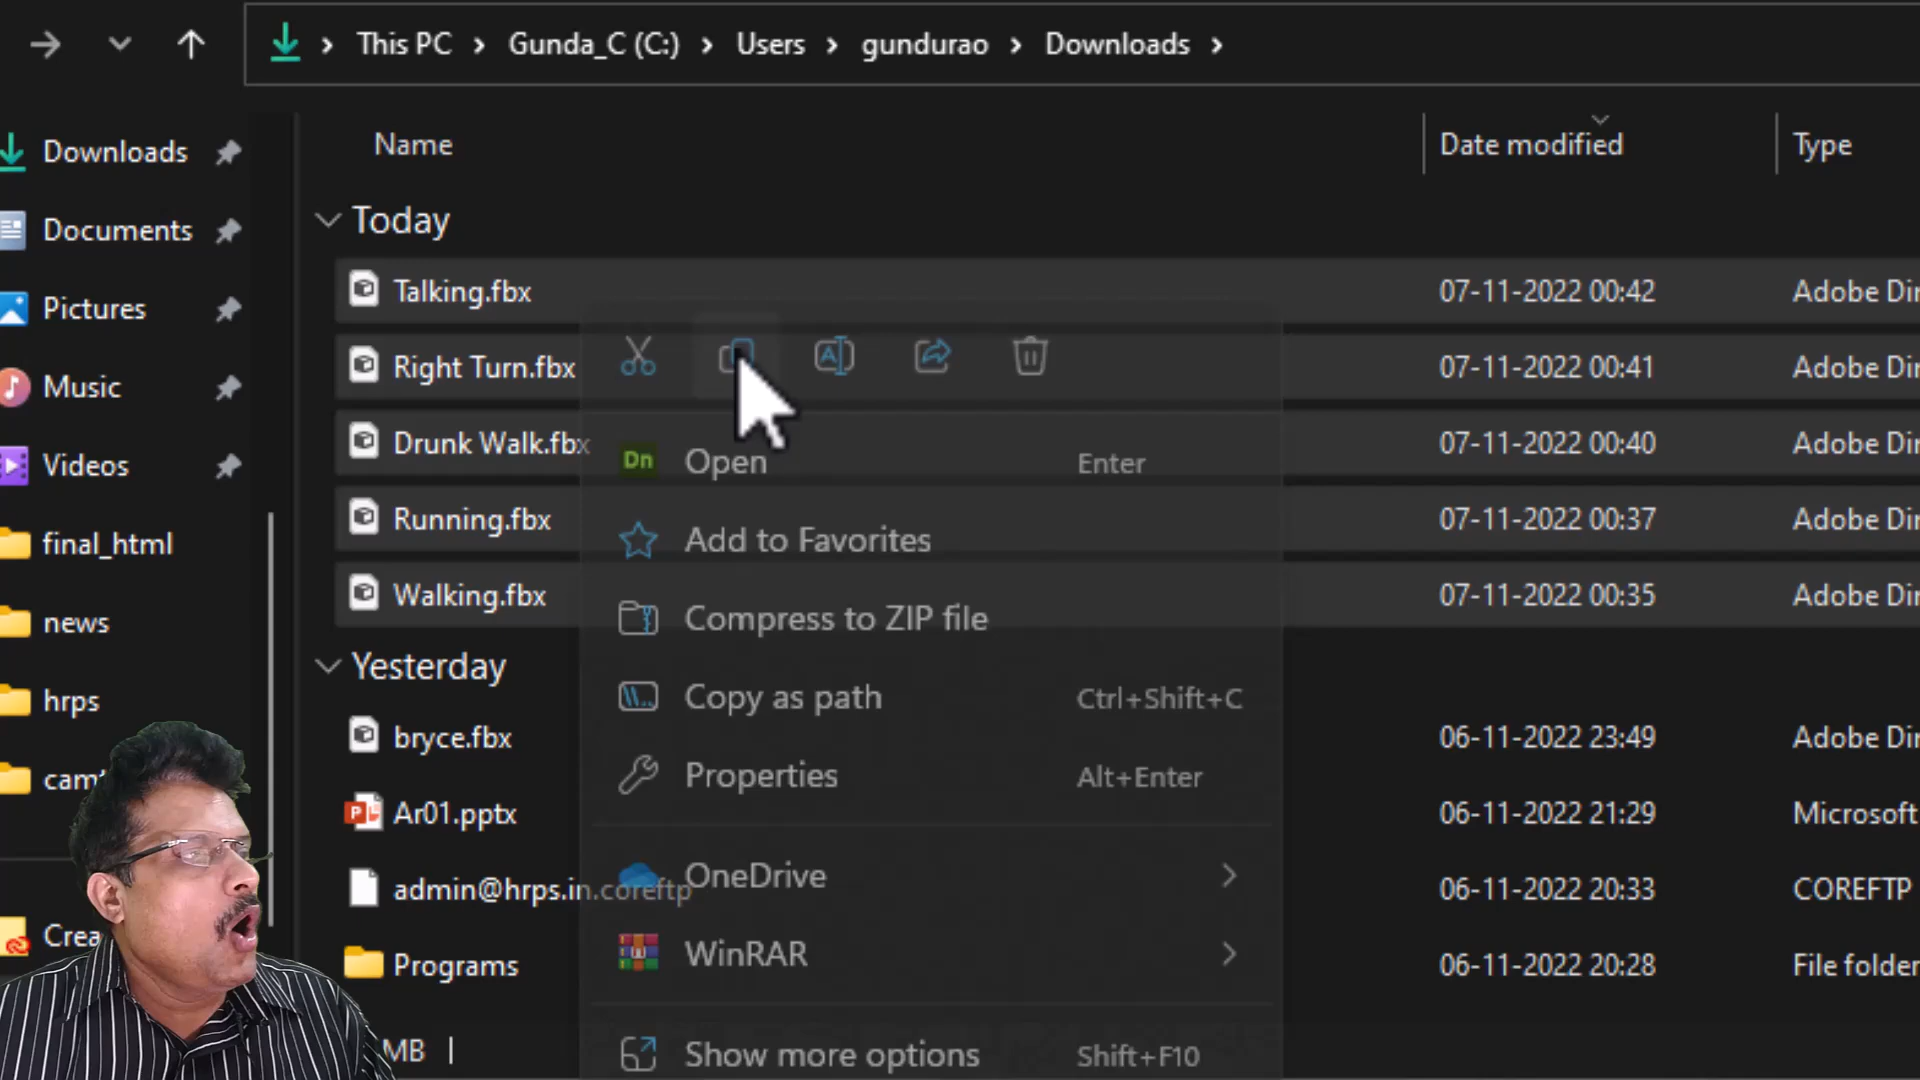 This PC > Gunda_C (C:) > Users > gundurao > Downloads >
Name Date modified Type
Downloads
Documents
Pictures
Music
Videos
final_html
news
hrps
Crea
Today
Talking.fbx 07-11-2022 00:42 Adobe Dir
Right Turn.fbx 07-11-2022 00:41 Adobe Dir
Drunk Walk.fbx 07-11-2022 00:40 Adobe Dir
Running.fbx 07-11-2022 00:37 Adobe Dir
Walking.fbx 07-11-2022 00:35 Adobe Dir
Yesterday
bryce.fbx 06-11-2022 23:49 Adobe Dir
Ar01.pptx 06-11-2022 21:29 Microsoft
admin@hrps.in.coreftp 06-11-2022 20:33 COREFTP
Programs 06-11-2022 20:28 File folder
MB
Dn Open Enter
Add to Favorites
Compress to ZIP file
Copy as path Ctrl+Shift+C
Properties Alt+Enter
OneDrive
WinRAR
Show more options Shift+F10